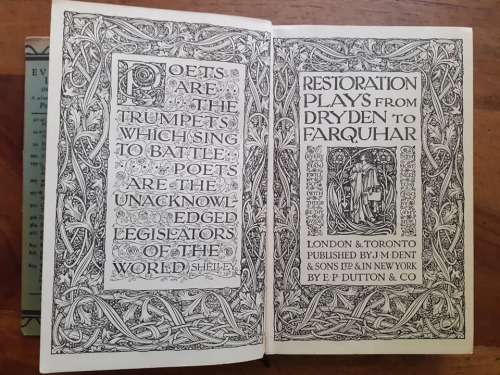 POETS
ARE
THE
TRUMPETS
WHICH SING
TO BATTLE
POETS
ARE THE
UNACKNOWL
EDGED
LEGISLATORS
OF THE
WORLD SHELLEY
RESTORATION
PLAYS FROM
DRYDEN TO
FARQUHAR
LONDON & TORONTO
PUBLISHED BY J M DENT
& SONS LTD & IN NEW YORK
BY E P DUTTON & CO